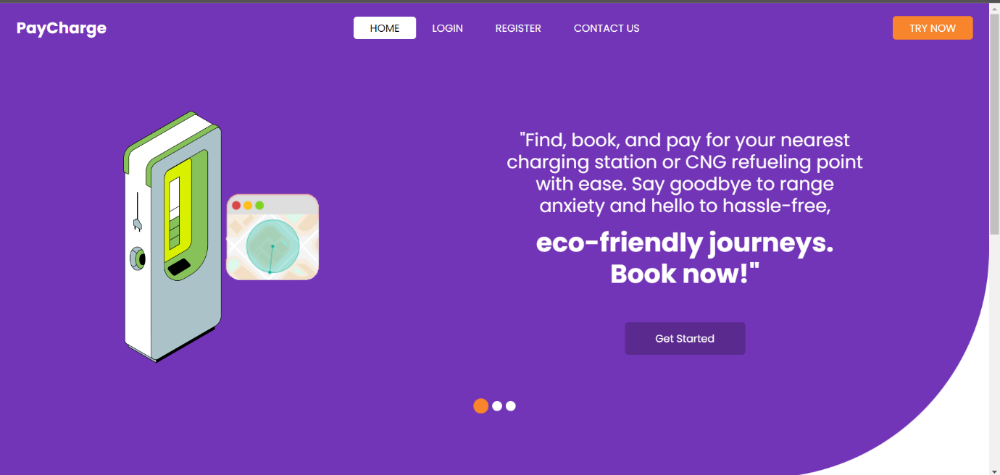 PayCharge
HOME
LOGIN
REGISTER
CONTACT US
TRY NOW
"Find, book, and pay for your nearest
charging station or CNG refueling point
with ease. Say goodbye to range
anxiety and hello to hassle-free,
eco-friendly journeys.
Book now!"
Get Started